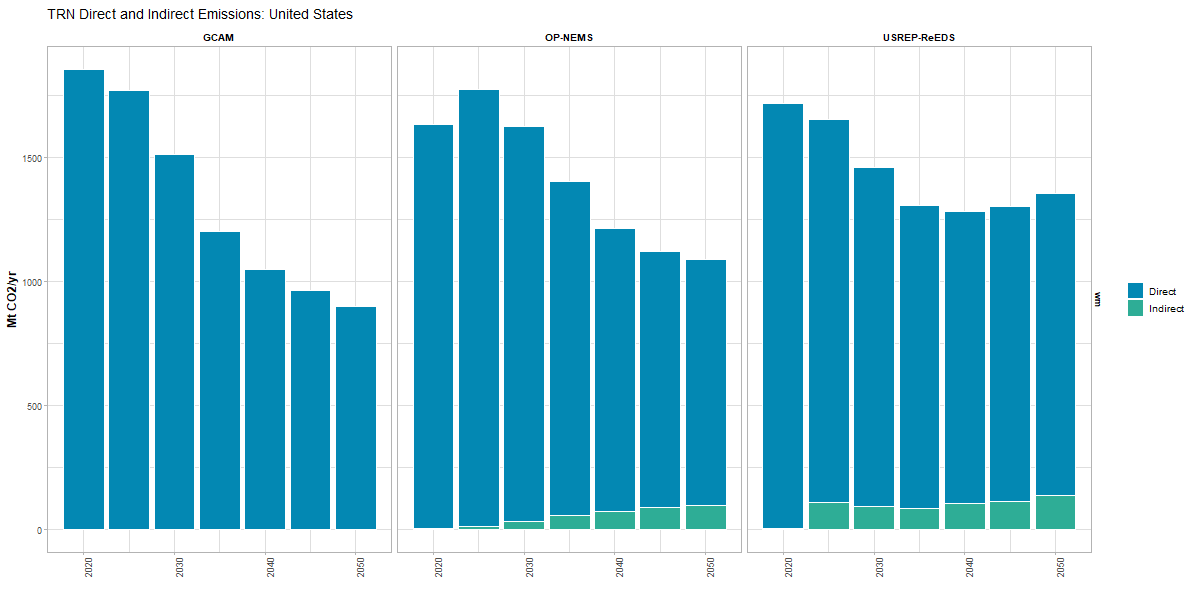 TRN Direct and Indirect Emissions: United States
GCAM
OP-NEMS
USREP-ReEDS
Mt CO2/yr
1500
1000
500
0
2020
2030
2040
2050
2020
2030
2040
2050
2020
2030
2040
2050
wm
Direct
Indirect